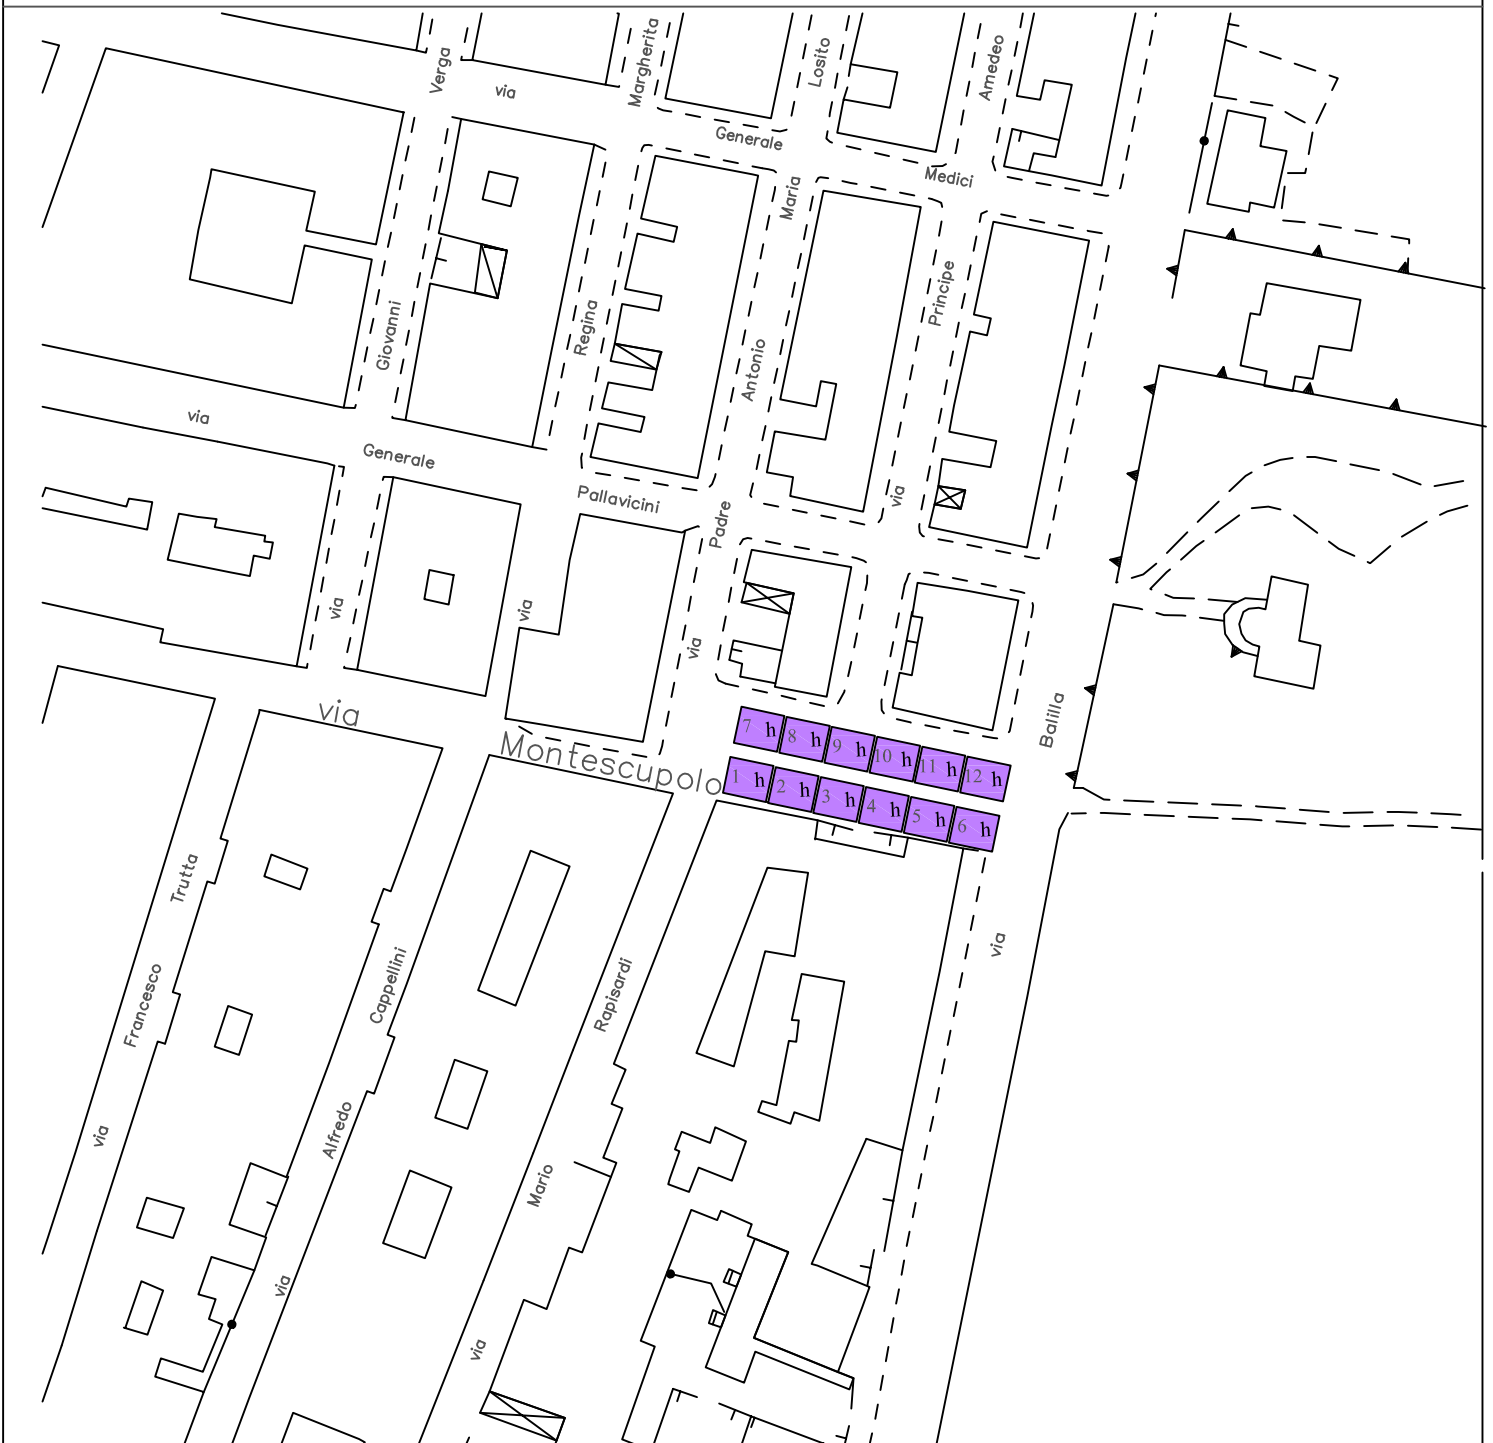 Verga
via
Margherita
Losito
Amedeo
Generale
Medici
Maria
Giovanni
Regina
Antonio
Principe
via
Generale
Pallavicini
Padre
via
via
via
via
via
Montescupolo
Balilla
7 h 8 h 9 h 10 h 11 h 12 h
1 h 2 h 3 h 4 h 5 h 6 h
Trutta
Francesco
via
Cappellini
Alfredo
via
Rapisardi
Mario
via
via